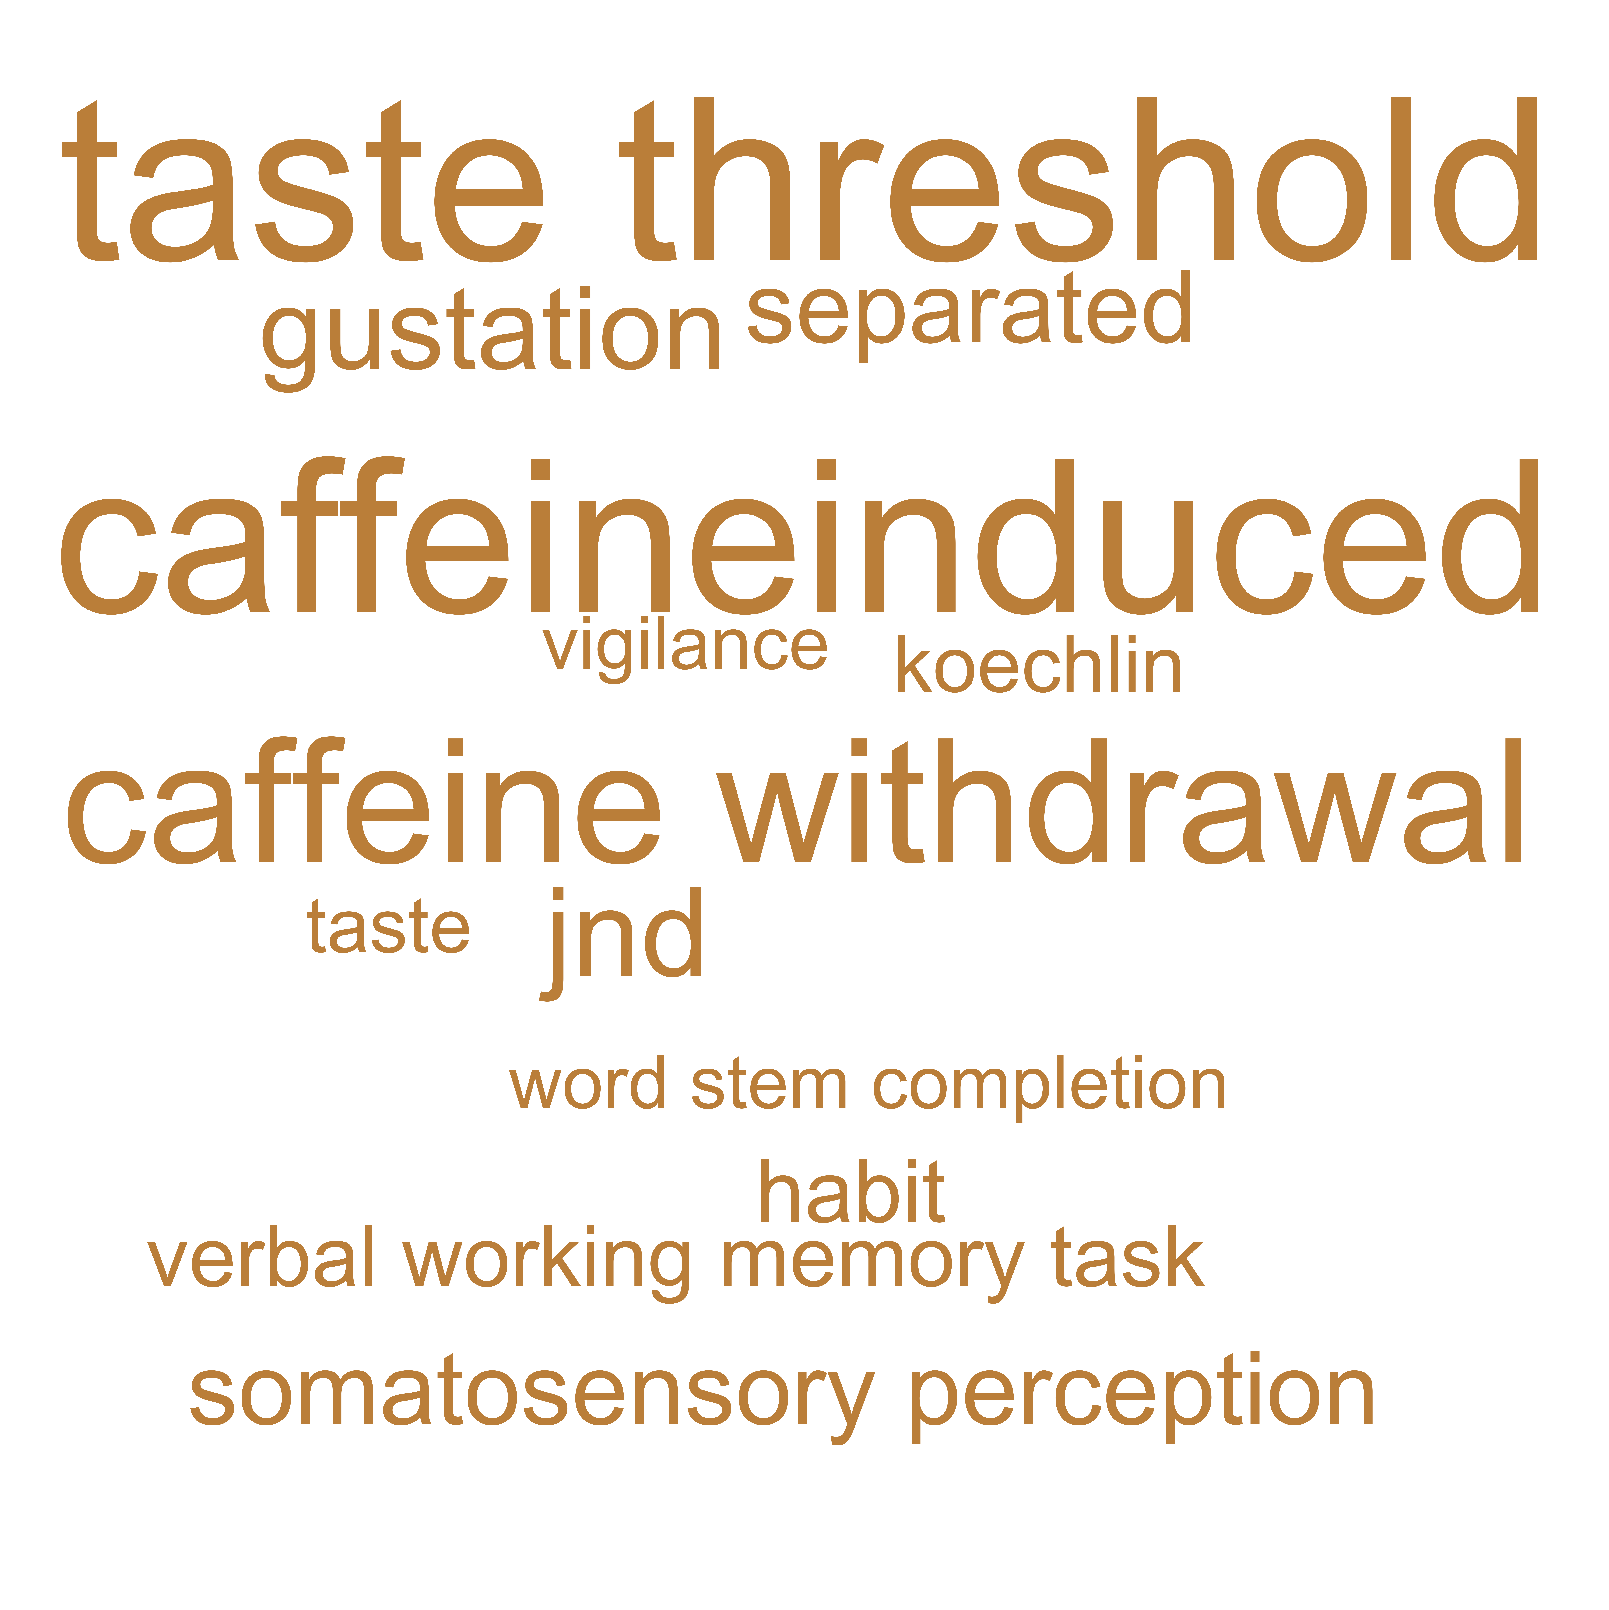 taste threshold
gustation separated
caffeineinduced
vigilance koechlin
caffeine withdrawal
taste jnd
word stem completion
habit
verbal working memory task
somatosensory perception